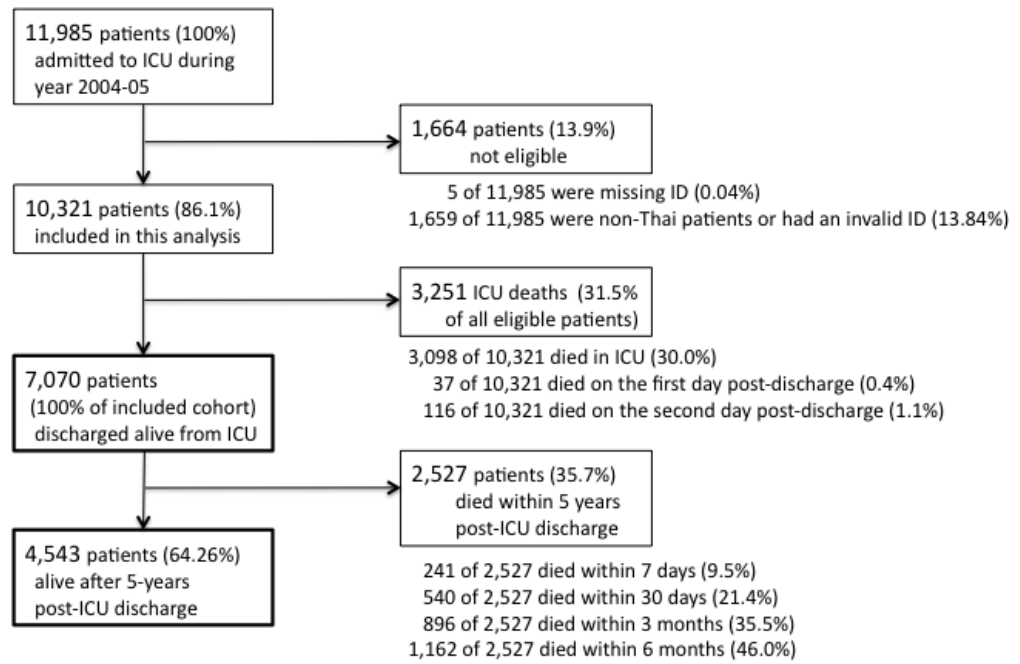 11,985 patients (100%)
admitted to ICU during
year 2004-05
1,664 patients (13.9%)
not eligible
5 of 11,985 were missing ID (0.04%)
1,659 of 11,985 were non-Thai patients or had an invalid ID (13.84%)
10,321 patients (86.1%)
included in this analysis
3,251 ICU deaths (31.5%
of all eligible patients)
3,098 of 10,321 died in ICU (30.0%)
37 of 10,321 died on the first day post-discharge (0.4%)
116 of 10,321 died on the second day post-discharge (1.1%)
7,070 patients
(100% of included cohort)
discharged alive from ICU
2,527 patients (35.7%)
died within 5 years
post-ICU discharge
241 of 2,527 died within 7 days (9.5%)
540 of 2,527 died within 30 days (21.4%)
896 of 2,527 died within 3 months (35.5%)
1,162 of 2,527 died within 6 months (46.0%)
4,543 patients (64.26%)
alive after 5-years
post-ICU discharge